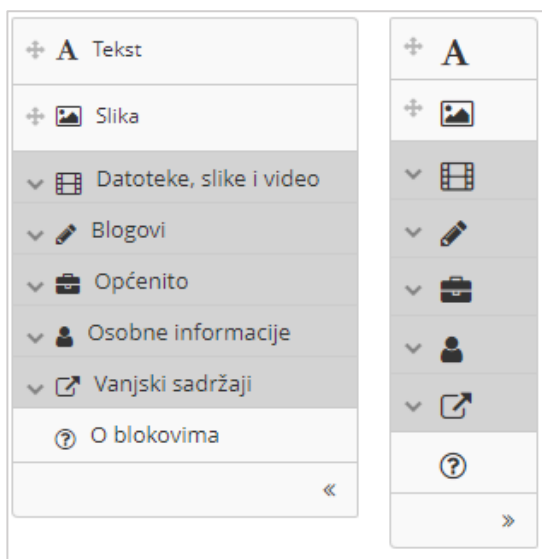 A Tekst
Slika
Datoteke, slike i video
Blogovi
Općenito
Osobne informacije
Vanjski sadržaji
? O blokovima
«
A
?
»